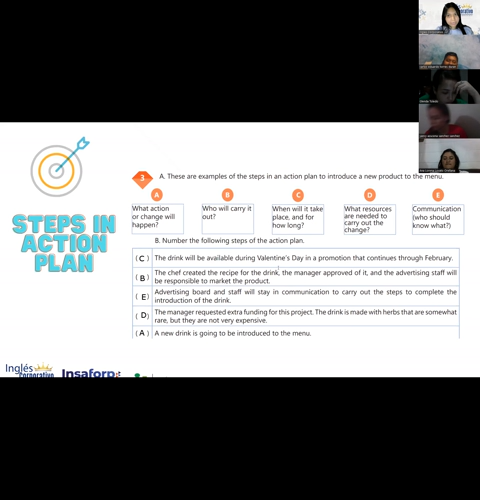 3 A. These are examples of the steps in an action plan to introduce a new product to the menu.
A B C D E
What action or change will happen?
Who will carry it out?
When will it take place, and for how long?
What resources are needed to carry out the change?
Communication (who should know what?)
STEPS IN
ACTION
PLAN
B. Number the following steps of the action plan.
( C ) The drink will be available during Valentine's Day in a promotion that continues through February.
( B ) The chef created the recipe for the drink, the manager approved of it, and the advertising staff will
be responsible to market the product.
( E ) Advertising board and staff will stay in communication to carry out the steps to complete the
introduction of the drink.
( D ) The manager requested extra funding for this project. The drink is made with herbs that are somewhat
rare, but they are not very expensive.
( A ) A new drink is going to be introduced to the menu.
Inglés
corporativo
Insaforp